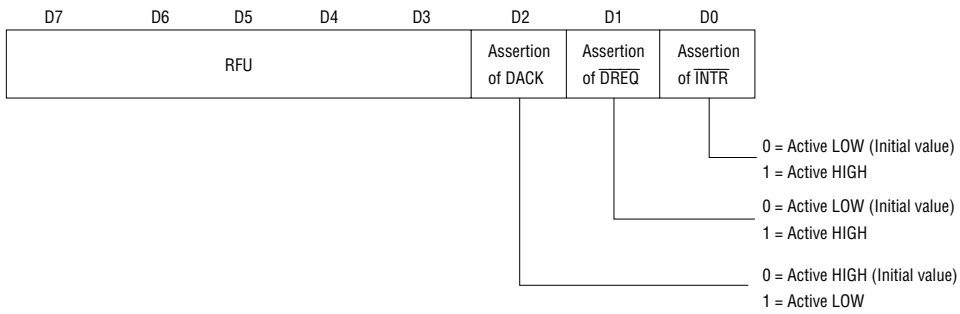 D7 D6 D5 D4 D3 D2 D1 D0
RFU
Assertion
of DACK
Assertion
of D̅R̅E̅Q̅
Assertion
of I̅N̅T̅R̅
0 = Active LOW (Initial value)
1 = Active HIGH
0 = Active LOW (Initial value)
1 = Active HIGH
0 = Active HIGH (Initial value)
1 = Active LOW